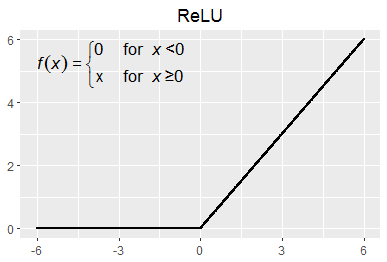 ReLU
f(x) = { 0 for x <0
x for x ≥0
6
4
2
0
-6 -3 0 3 6